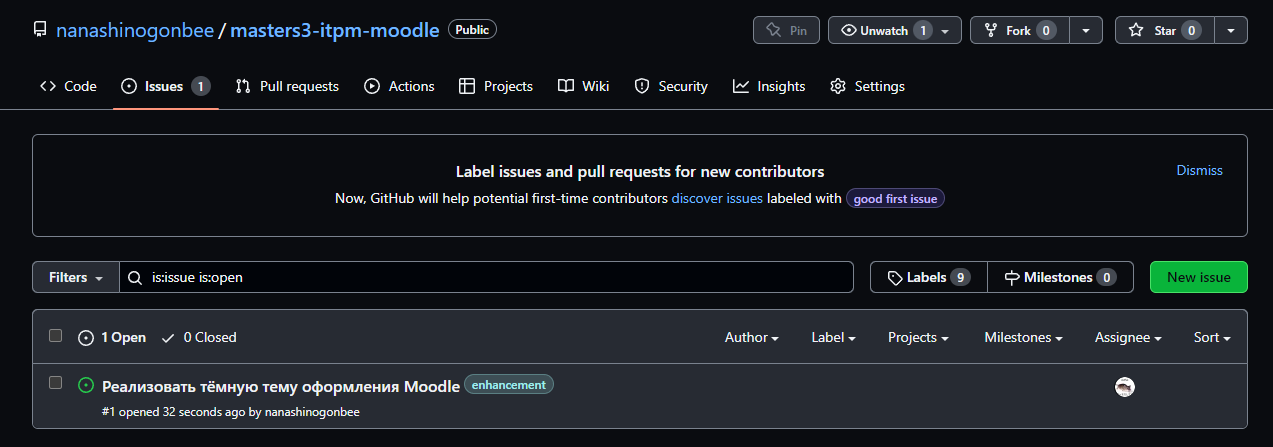 nanashinogonbee / masters3-itpm-moodle Public Pin Unwatch 1 Fork 0 Star 0
Code Issues 1 Pull requests Actions Projects Wiki Security Insights Settings
Label issues and pull requests for new contributors
Dismiss
Now, GitHub will help potential first-time contributors discover issues labeled with good first issue
Filters is:issue is:open Labels 9 Milestones 0 New issue
1 Open 0 Closed Author Label Projects Milestones Assignee Sort
Реализовать тёмную тему оформления Moodle enhancement
#1 opened 32 seconds ago by nanashinogonbee